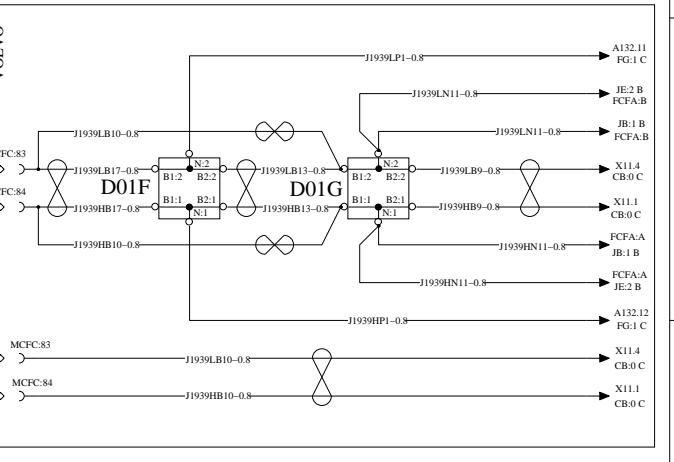 VOLVO
A132.11
J1939LP1-0.8
FG:1 C
JE:2 B
J1939LN11-0.8
FCFA:B
JB:1 B
J1939LB10-0.8
J1939LN11-0.8
FCFA:B
FC:83
N:2
N:2
X11.4
J1939LB17-0.8
B1:2
B2:2
J1939LB13-0.8
B1:2
B2:2
J1939LB9-0.8
CB:0 C
D01F
D01G
FC:84
B1:1
B2:1
B1:1
B2:1
X11.1
J1939HB17-0.8
N:1
J1939HB13-0.8
N:1
J1939HB9-0.8
CB:0 C
FCFA:A
J1939HB10-0.8
J1939HN11-0.8
JB:1 B
FCFA:A
J1939HN11-0.8
JE:2 B
A132.12
J1939HP1-0.8
FG:1 C
MCFC:83
X11.4
J1939LB10-0.8
CB:0 C
MCFC:84
X11.1
J1939HB10-0.8
CB:0 C